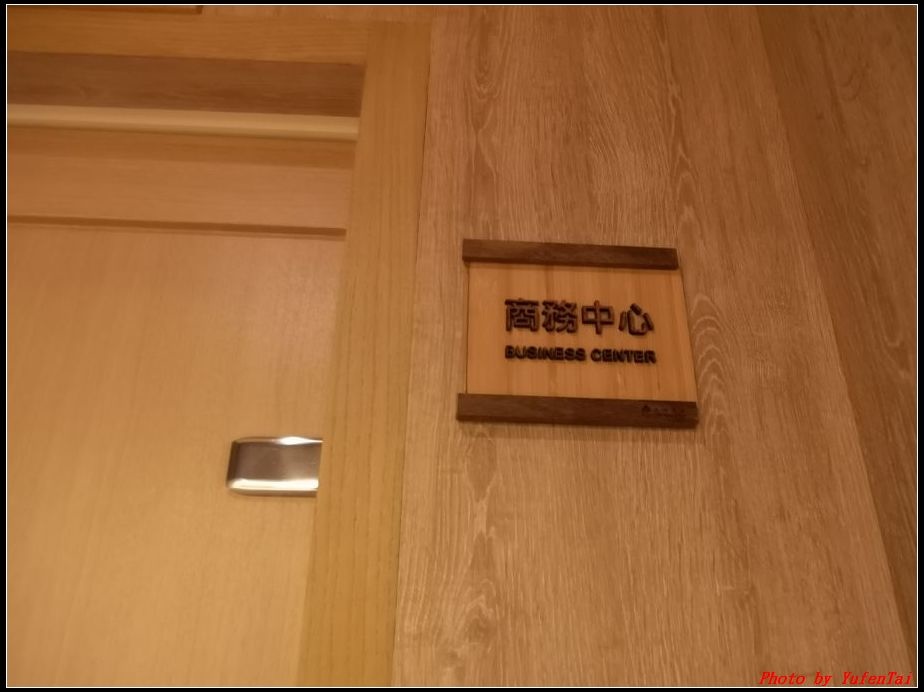 商務中心
BUSINESS CENTER
Photo by YufenTai